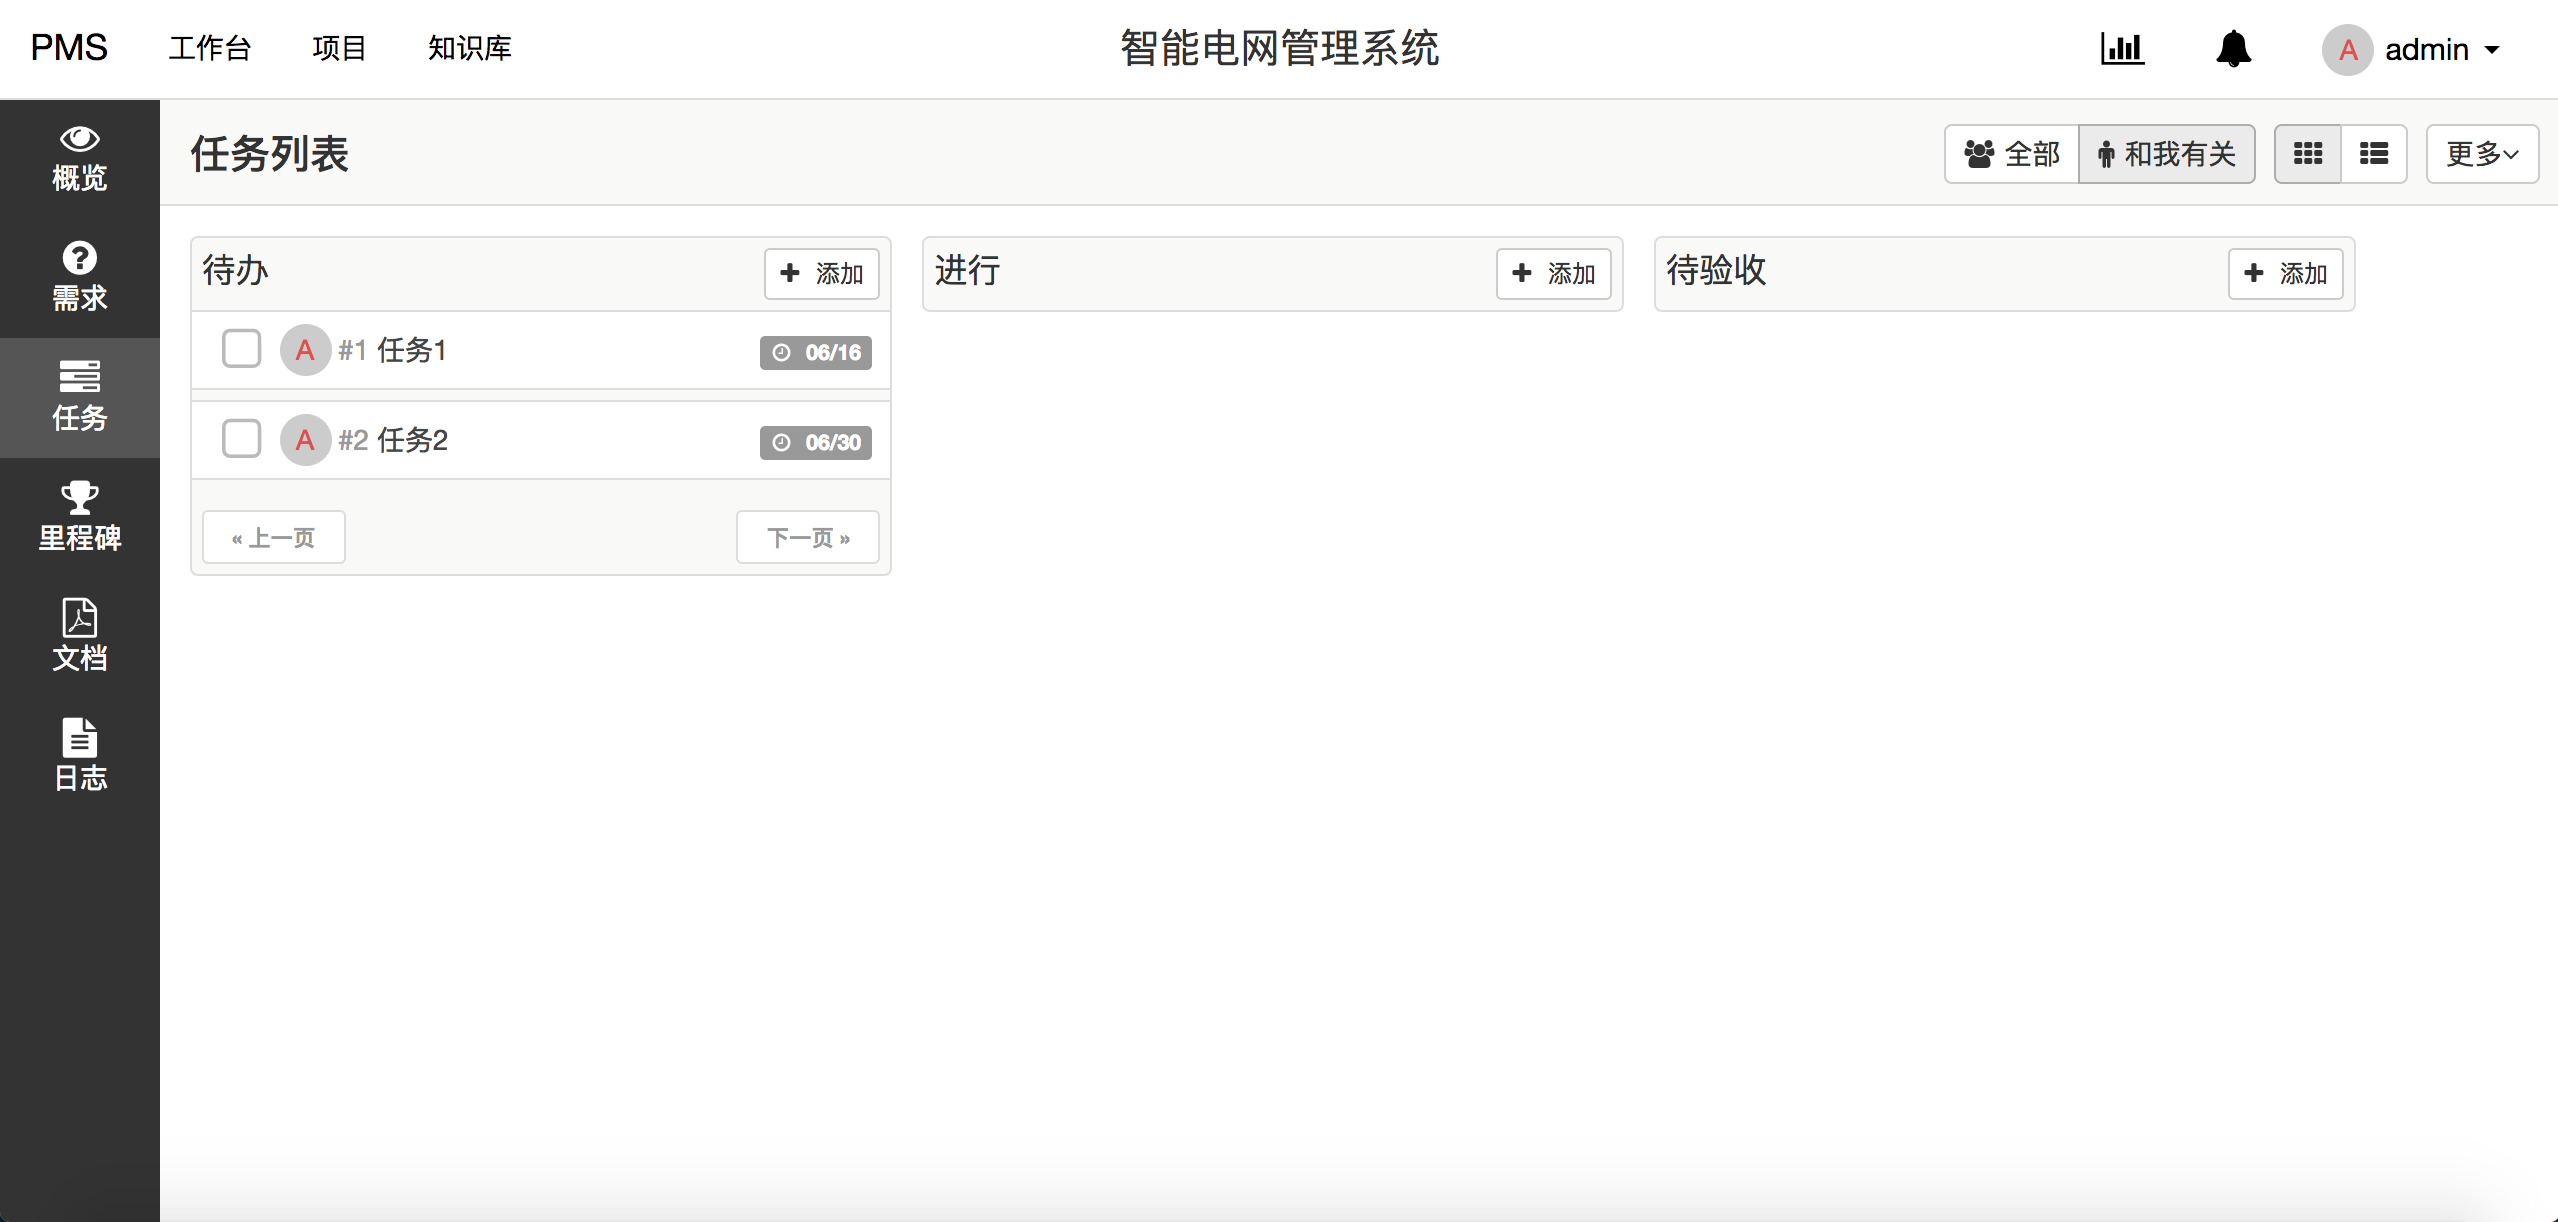 PMS 工作台 项目 知识库 智能电网管理系统 A admin
概览
需求
任务
里程碑
文档
日志
任务列表 全部 和我有关 更多
待办 添加
A #1 任务1 06/16
A #2 任务2 06/30
« 上一页 下一页 »
进行 添加
待验收 添加